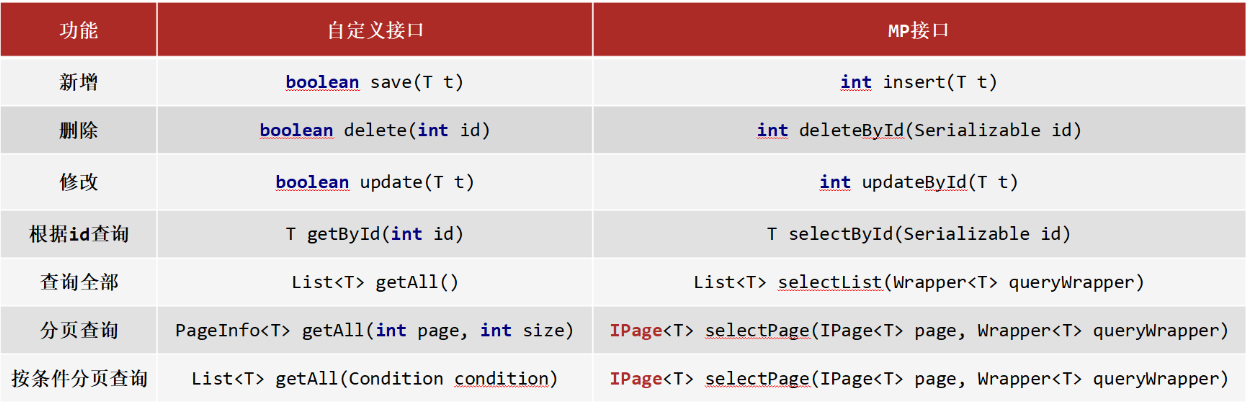 功能 自定义接口 MP接口
新增 boolean save(T t) int insert(T t)
删除 boolean delete(int id) int deleteById(Serializable id)
修改 boolean update(T t) int updateById(T t)
根据id查询 T getById(int id) T selectById(Serializable id)
查询全部 List<T> getAll() List<T> selectList(Wrapper<T> queryWrapper)
分页查询 PageInfo<T> getAll(int page, int size) IPage<T> selectPage(IPage<T> page, Wrapper<T> queryWrapper)
按条件分页查询 List<T> getAll(Condition condition) IPage<T> selectPage(IPage<T> page, Wrapper<T> queryWrapper)